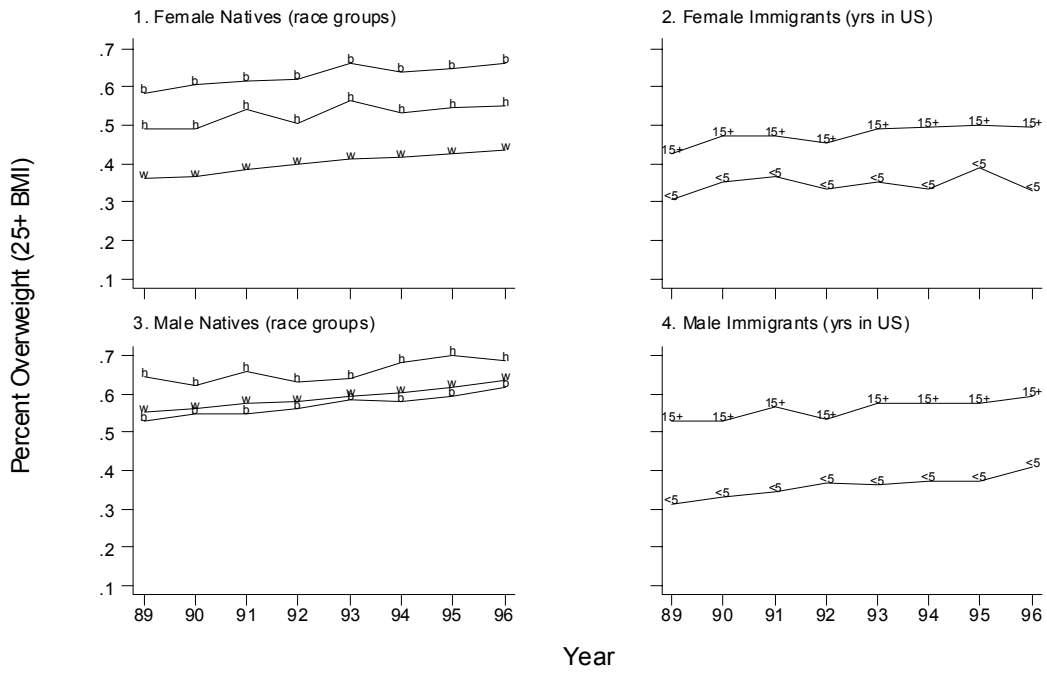 1. Female Natives (race groups)
2. Female Immigrants (yrs in US)
.7
.6
.5
.4
.3
.2
.1
b b b b b b b b
h h h h h h h h
w w w w w w w w
15+ 15+ 15+ 15+ 15+ 15+ 15+ 15+
<5 <5 <5 <5 <5 <5 <5 <5
Percent Overweight (25+ BMI)
3. Male Natives (race groups)
4. Male Immigrants (yrs in US)
.7
.6
.5
.4
.3
.2
.1
h h h h h h h h
w w w w w w w w
b b b b b b b b
89 90 91 92 93 94 95 96
15+ 15+ 15+ 15+ 15+ 15+ 15+ 15+
<5 <5 <5 <5 <5 <5 <5 <5
89 90 91 92 93 94 95 96
Year